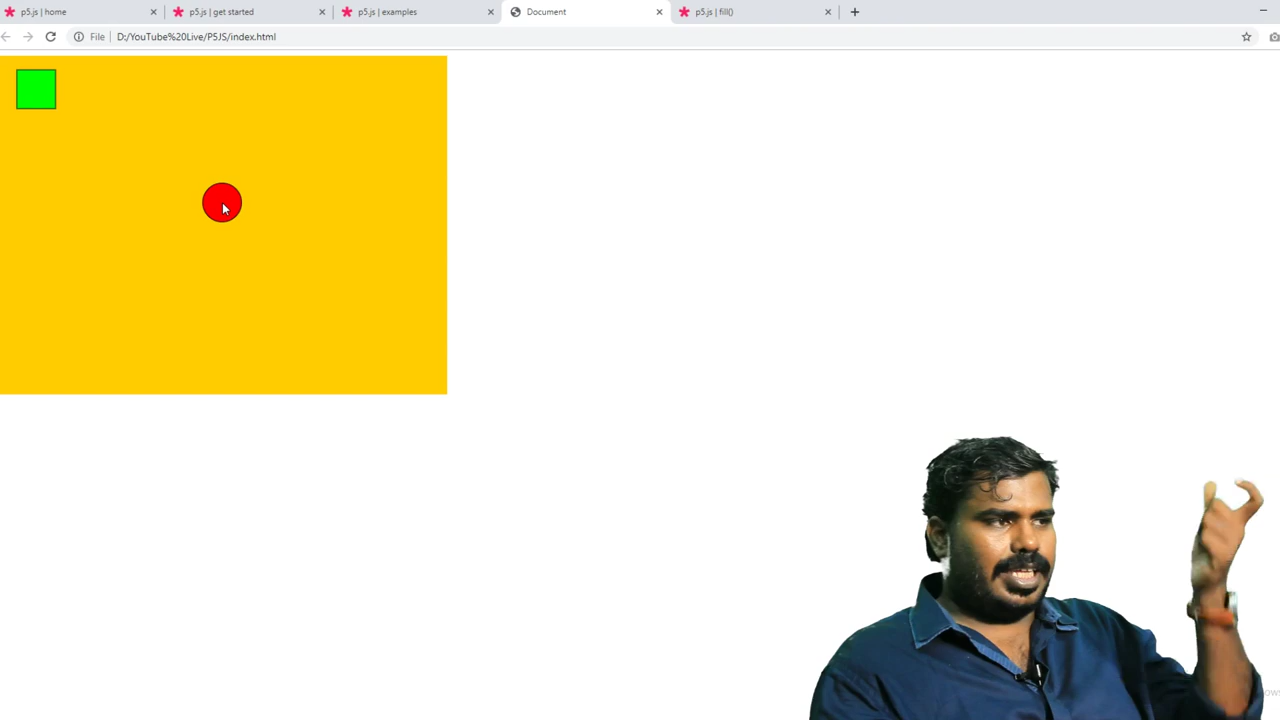 p5.js | home
p5.js | get started
p5.js | examples
Document
p5.js | fill()
File
D:/YouTube%20Live/P5JS/index.html